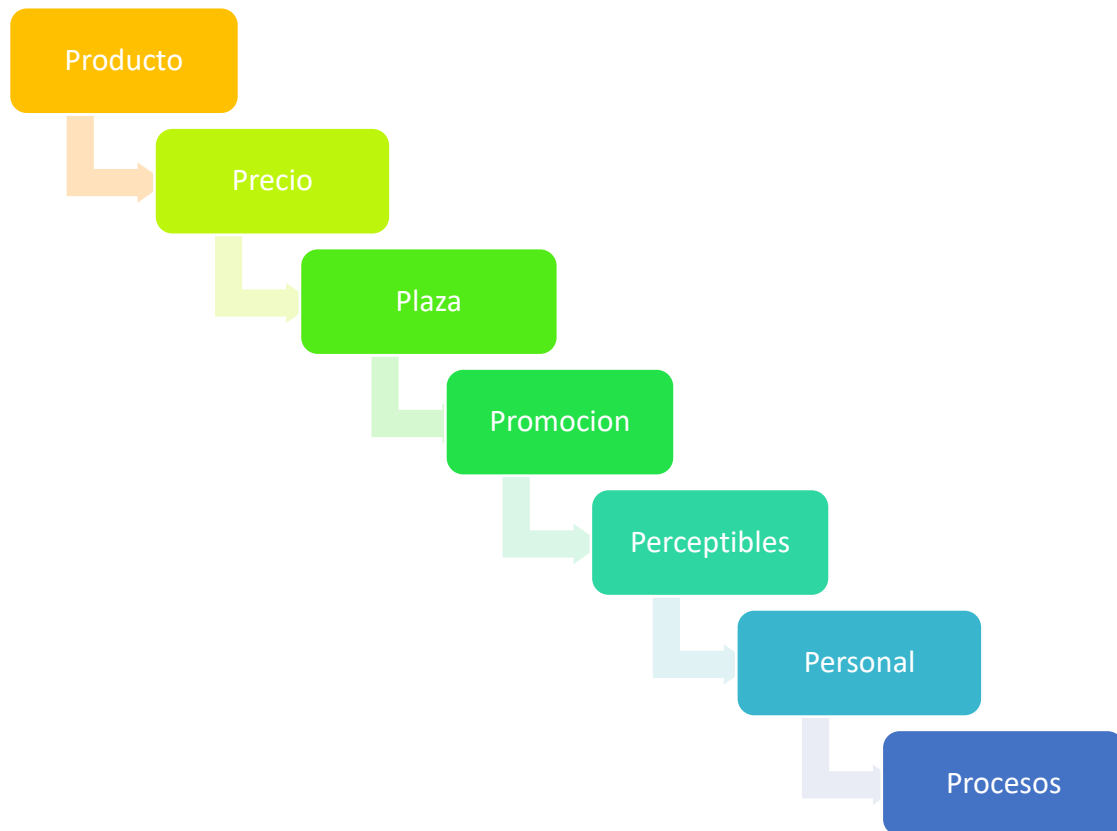 Producto
Precio
Plaza
Promocion
Perceptibles
Personal
Procesos